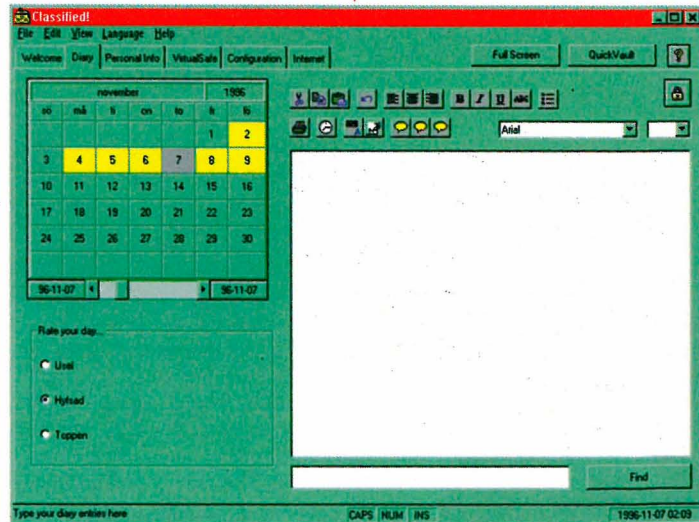 Classified!
File Edit View Language Help
Welcome Diary Personal Info VirtualSafe Configuration Internet
Full Screen QuickVault
november 1996
sö må ti on to fr lö
1 2
3 4 5 6 7 8 9
10 11 12 13 14 15 16
17 18 19 20 21 22 23
24 25 26 27 28 29 30
96-11-07 96-11-07
B I U ABC
Arial
Rate your day...
Usel
Hyfsad
Toppen
Find
Type your diary entries here CAPS NUM INS 1996-11-07 02:09